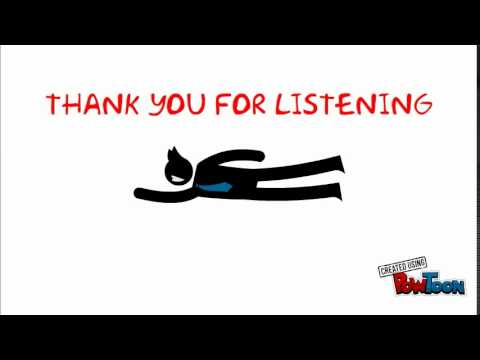 THANK YOU FOR LISTENING
CREATED USING
POWTOON